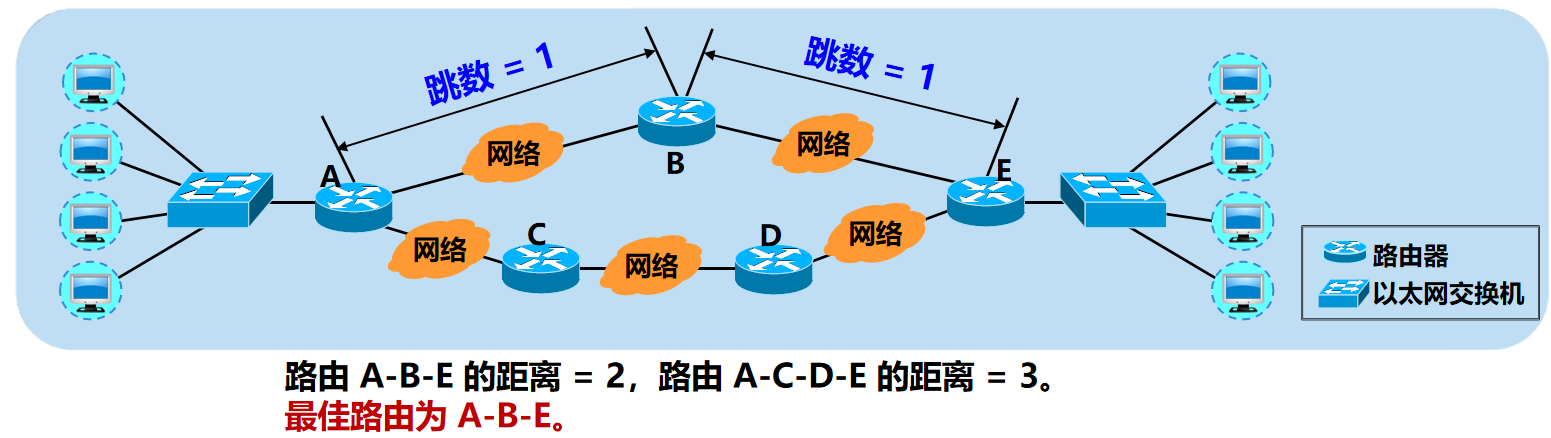 跳数 = 1
跳数 = 1
网络
B
网络
A
E
网络
C
网络
D
网络
路由器
以太网交换机
路由 A-B-E 的距离 = 2，路由 A-C-D-E 的距离 = 3。
最佳路由为 A-B-E。